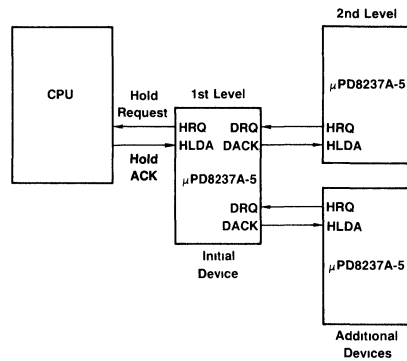 2nd Level
CPU
µPD8237A-5
Hold
Request
1st Level
HRQ
DRQ
HRQ
HLDA
DACK
HLDA
Hold
ACK
µPD8237A-5
DRQ
HRQ
DACK
HLDA
Initial
Device
µPD8237A-5
Additional
Devices